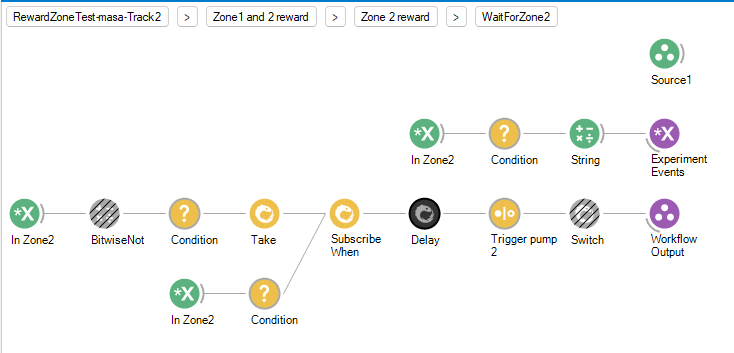 RewardZoneTest-masa-Track2 > Zone1 and 2 reward > Zone 2 reward > WaitForZone2
Source1
In Zone2 Condition String Experiment
Events
In Zone2 BitwiseNot Condition Take Subscribe When Delay Trigger pump 2 Switch Workflow Output
In Zone2 Condition